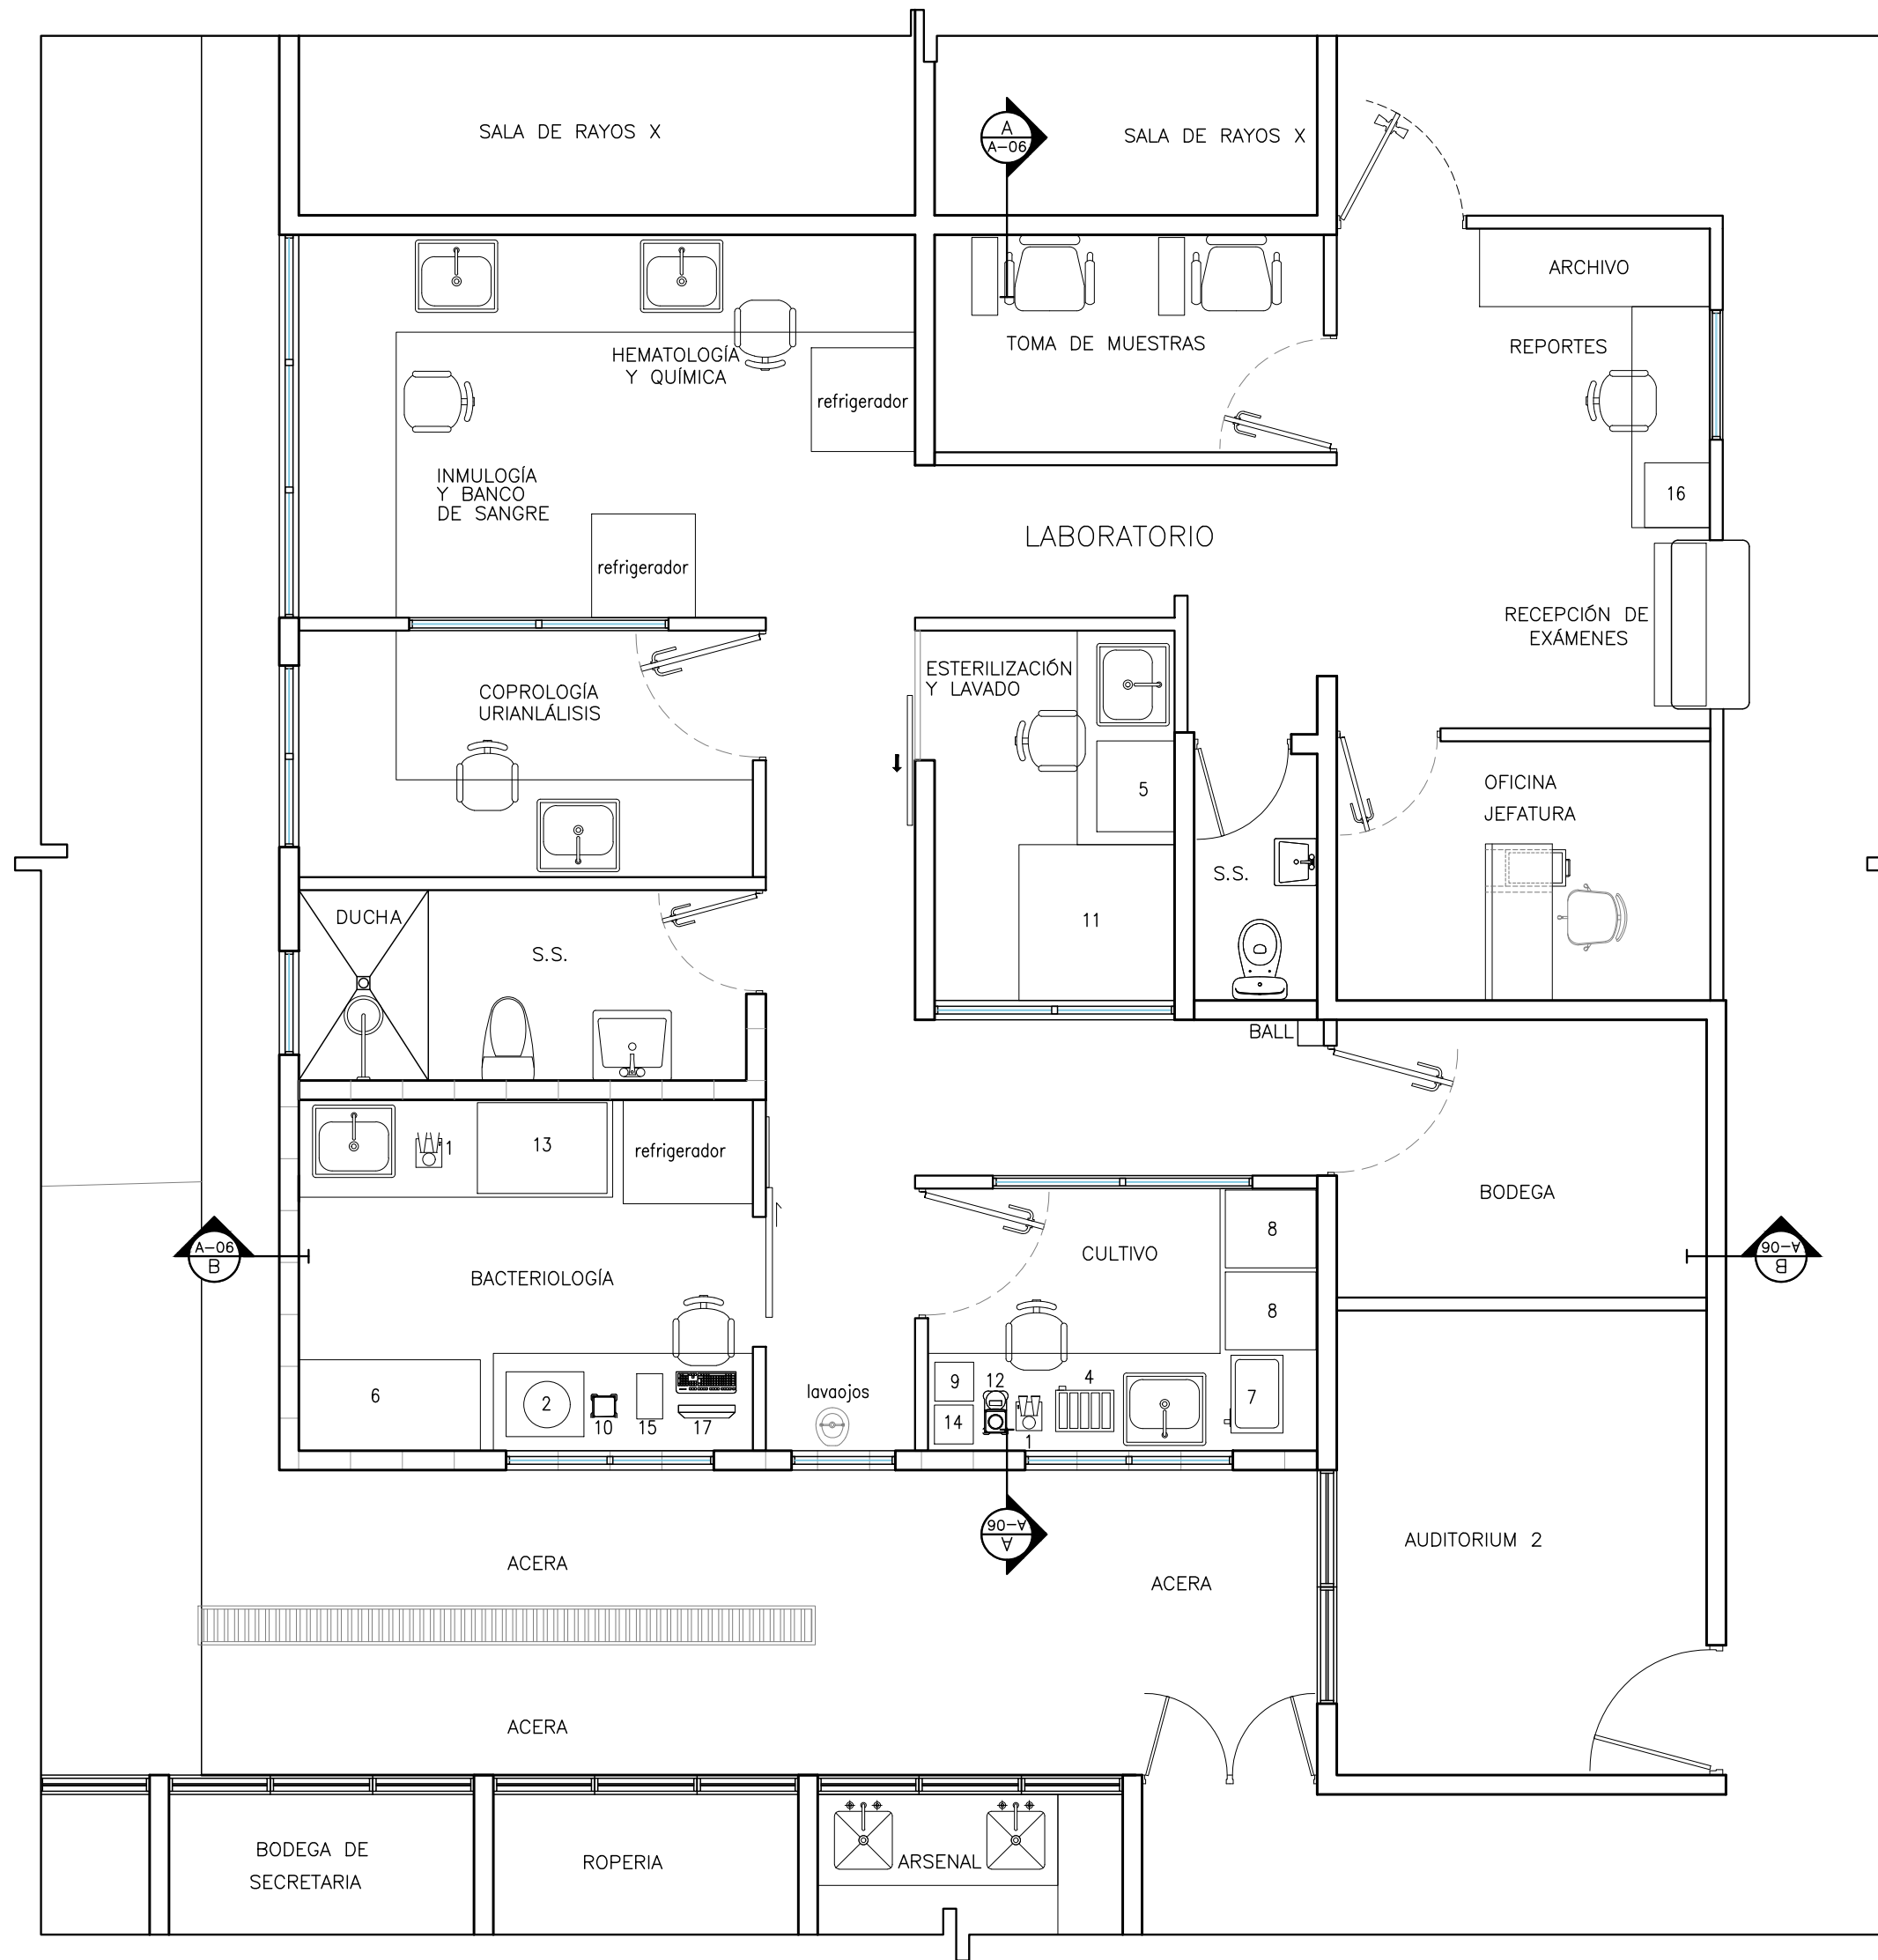 SALA DE RAYOS X
A
A-06
SALA DE RAYOS X
ARCHIVO
TOMA DE MUESTRAS
REPORTES
HEMATOLOGÍA
Y QUÍMICA
refrigerador
INMULOGÍA
Y BANCO
DE SANGRE
16
LABORATORIO
refrigerador
RECEPCIÓN DE
EXÁMENES
ESTERILIZACIÓN
Y LAVADO
COPROLOGÍA
URIANLÁLISIS
5
OFICINA
JEFATURA
S.S.
DUCHA
11
S.S.
BALL
13
1
refrigerador
BODEGA
8
A-06
B
CULTIVO
A-06
B
BACTERIOLOGÍA
8
6
2
10
15
17
lavaojos
9
12
4
7
14
1
A-06
A
AUDITORIUM 2
ACERA
ACERA
ACERA
BODEGA DE
SECRETARIA
ROPERIA
ARSENAL